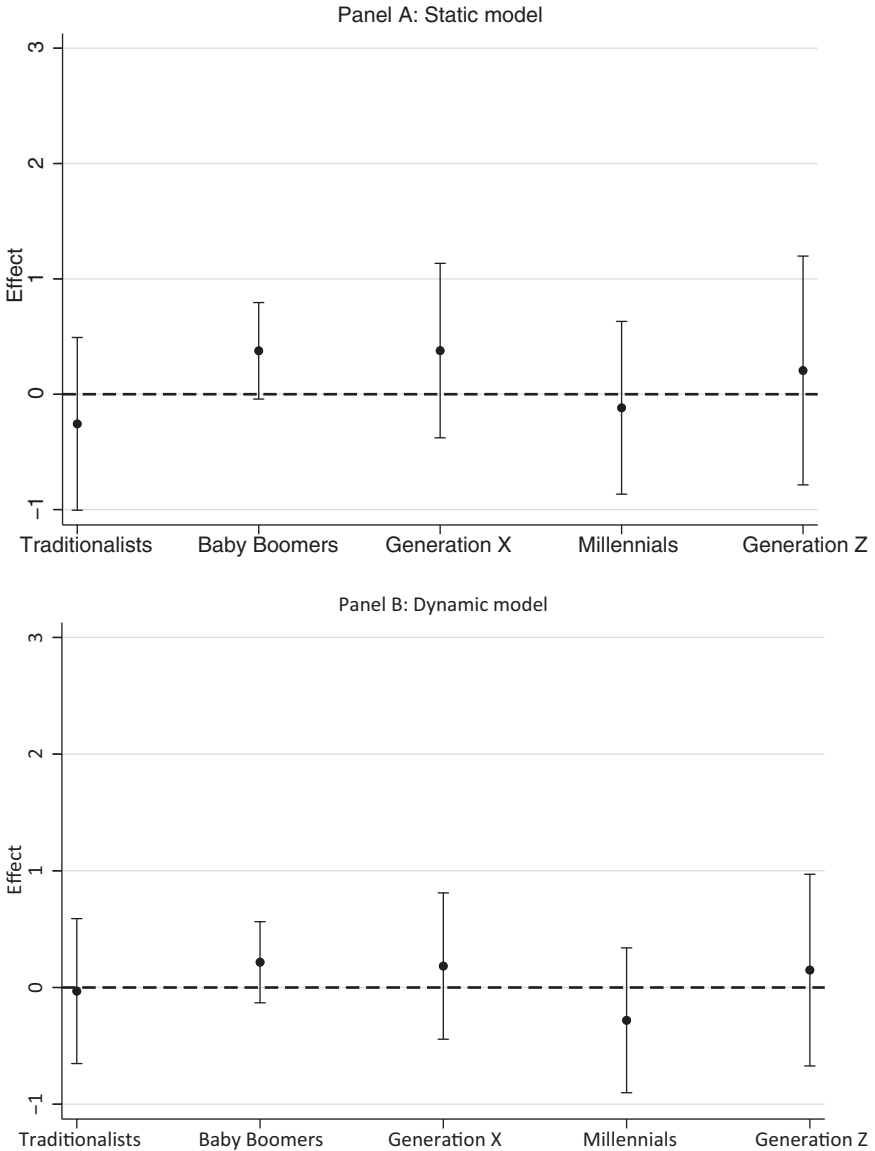 Panel A: Static model
3
2
1
0
−1
Effect
Traditionalists Baby Boomers Generation X Millennials Generation Z
Panel B: Dynamic model
3
2
1
0
−1
Effect
Traditionalists Baby Boomers Generation X Millennials Generation Z